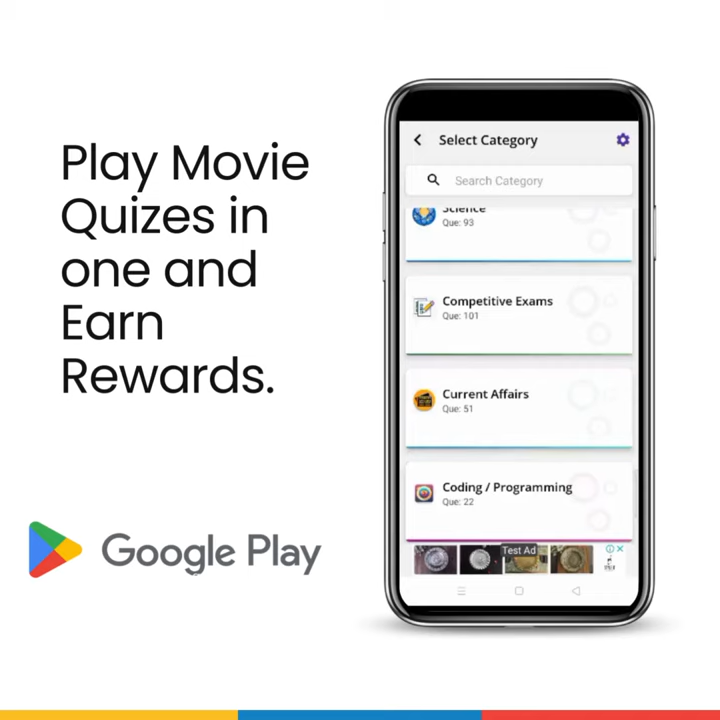 Play Movie
Quizes in
one and
Earn
Rewards.
Google Play
Select Category
Search Category
Science
Que: 93
Competitive Exams
Que: 101
Current Affairs
Que: 51
Coding / Programming
Que: 22
Test Ad